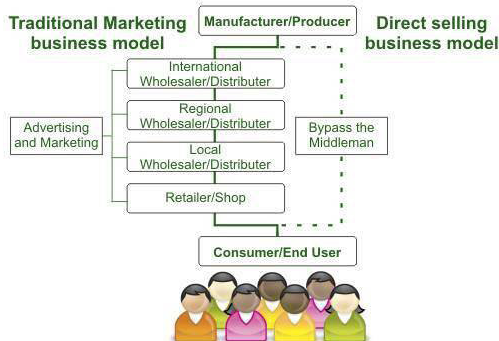 Traditional Marketing
business model
Manufacturer/Producer
Direct selling
business model
International
Wholesaler/Distributer
Regional
Wholesaler/Distributer
Advertising
and Marketing
Bypass the
Middleman
Local
Wholesaler/Distributer
Retailer/Shop
Consumer/End User